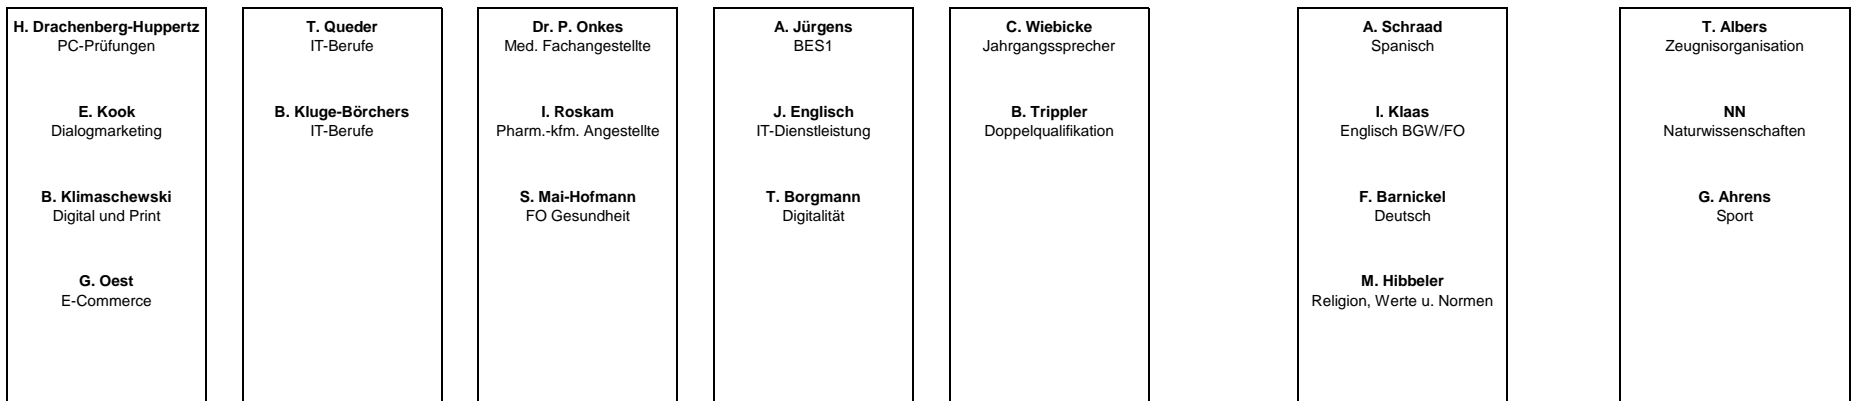 H. Drachenberg-Huppertz
PC-Prüfungen
E. Kook
Dialogmarketing
B. Klimaschewski
Digital und Print
G. Oest
E-Commerce
T. Queder
IT-Berufe
B. Kluge-Börchers
IT-Berufe
Dr. P. Onkes
Med. Fachangestellte
I. Roskam
Pharm.-kfm. Angestellte
S. Mai-Hofmann
FO Gesundheit
A. Jürgens
BES1
J. Englisch
IT-Dienstleistung
T. Borgmann
Digitalität
C. Wiebicke
Jahrgangssprecher
B. Trippler
Doppelqualifikation
A. Schraad
Spanisch
I. Klaas
Englisch BGW/FO
F. Barnickel
Deutsch
M. Hibbeler
Religion, Werte u. Normen
T. Albers
Zeugnisorganisation
NN
Naturwissenschaften
G. Ahrens
Sport